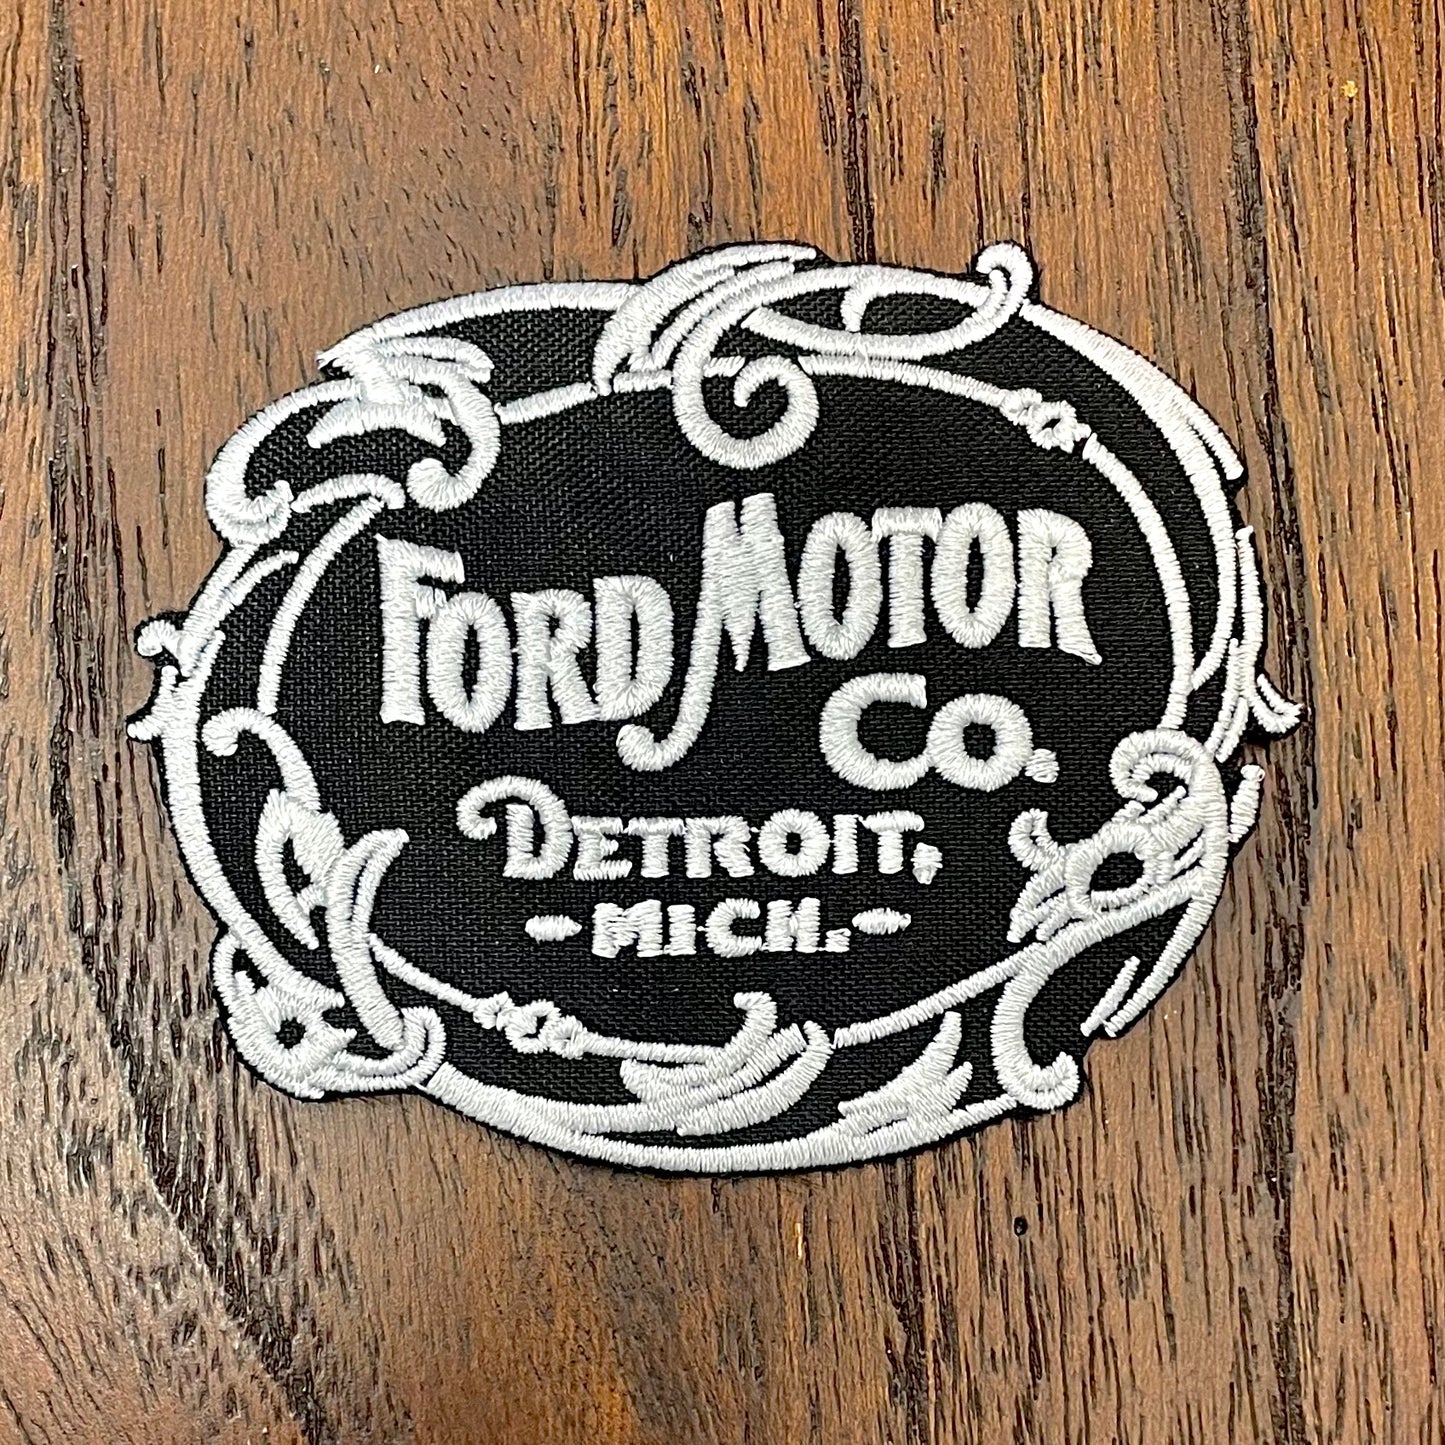 FORD MOTOR
CO.
DETROIT,
-MICH.-